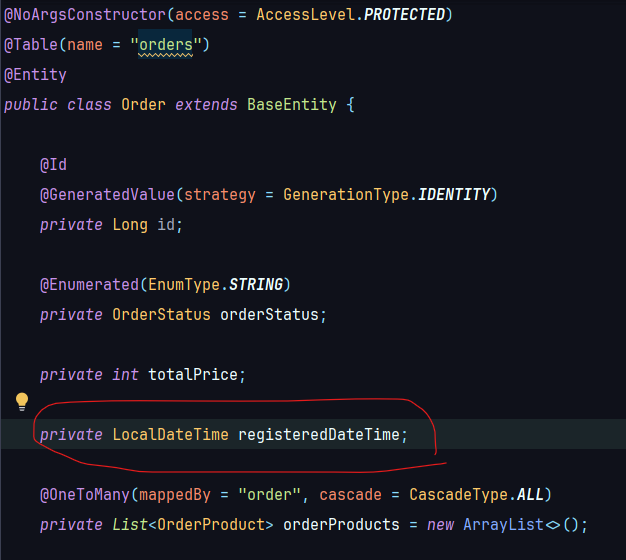 @NoArgsConstructor(access = AccessLevel.PROTECTED)
@Table(name = "orders")
@Entity
public class Order extends BaseEntity {
@Id
@GeneratedValue(strategy = GenerationType.IDENTITY)
private Long id;
@Enumerated(EnumType.STRING)
private OrderStatus orderStatus;
private int totalPrice;
private LocalDateTime registeredDateTime;
@OneToMany(mappedBy = "order", cascade = CascadeType.ALL)
private List<OrderProduct> orderProducts = new ArrayList<>();